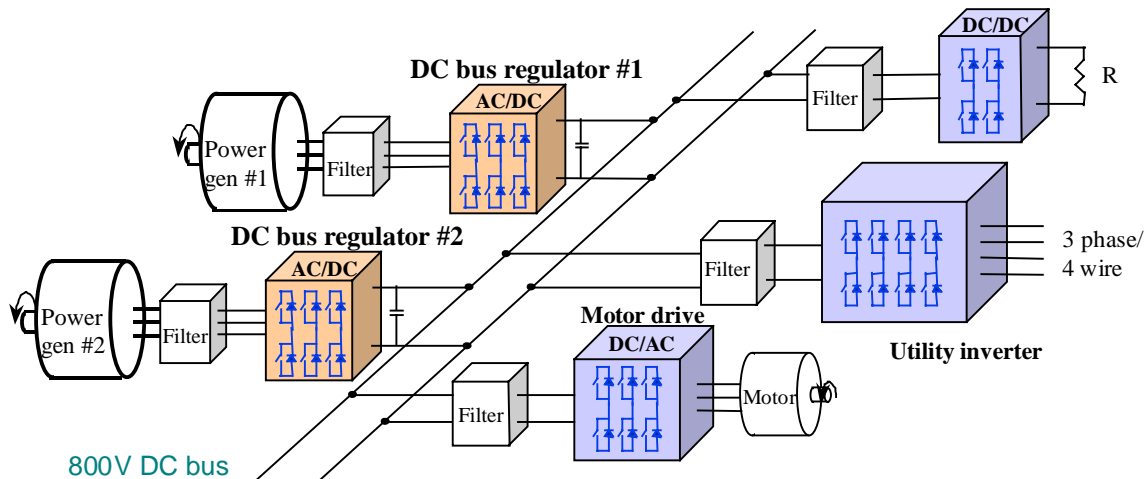 DC/DC
DC bus regulator #1
AC/DC
Filter
R
Power
gen #1
Filter
DC bus regulator #2
AC/DC
3 phase/
4 wire
Filter
Power
gen #2
Filter
Motor drive
DC/AC
Utility inverter
Filter
Motor
800V DC bus